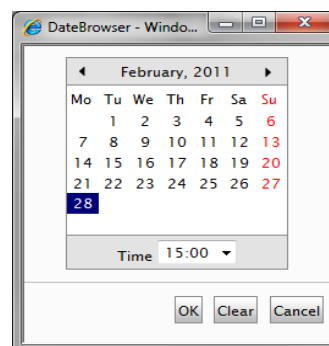 DateBrowser - Windo...
February, 2011
Mo Tu We Th Fr Sa Su
1 2 3 4 5 6
7 8 9 10 11 12 13
14 15 16 17 18 19 20
21 22 23 24 25 26 27
28
Time 15:00
OK Clear Cancel